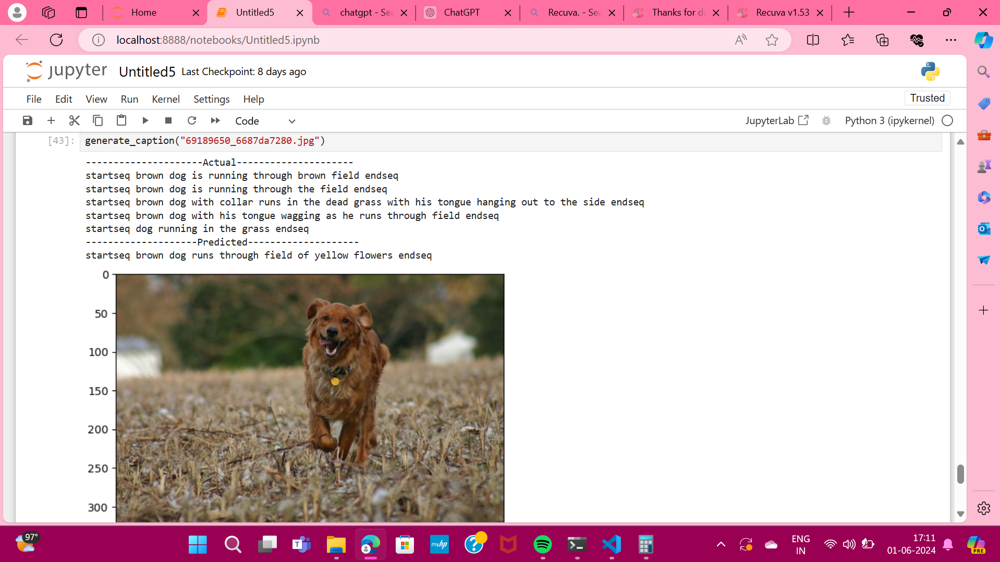 Home
Untitled5
chatgpt - Sea
ChatGPT
Recuva. - Sea
Thanks for do
Recuva v1.53
localhost:8888/notebooks/Untitled5.ipynb
jupyter Untitled5 Last Checkpoint: 8 days ago
File Edit View Run Kernel Settings Help
Trusted
Code
JupyterLab
Python 3 (ipykernel)
[43]: generate_caption("69189650_6687da7280.jpg")
---------------------Actual---------------------
startseq brown dog is running through brown field endseq
startseq brown dog is running through the field endseq
startseq brown dog with collar runs in the dead grass with his tongue hanging out to the side endseq
startseq brown dog with his tongue wagging as he runs through field endseq
startseq dog running in the grass endseq
--------------------Predicted--------------------
startseq brown dog runs through field of yellow flowers endseq
0
50
100
150
200
250
300
97°
T
myhp
?
ENG
IN
17:11
01-06-2024
PRE